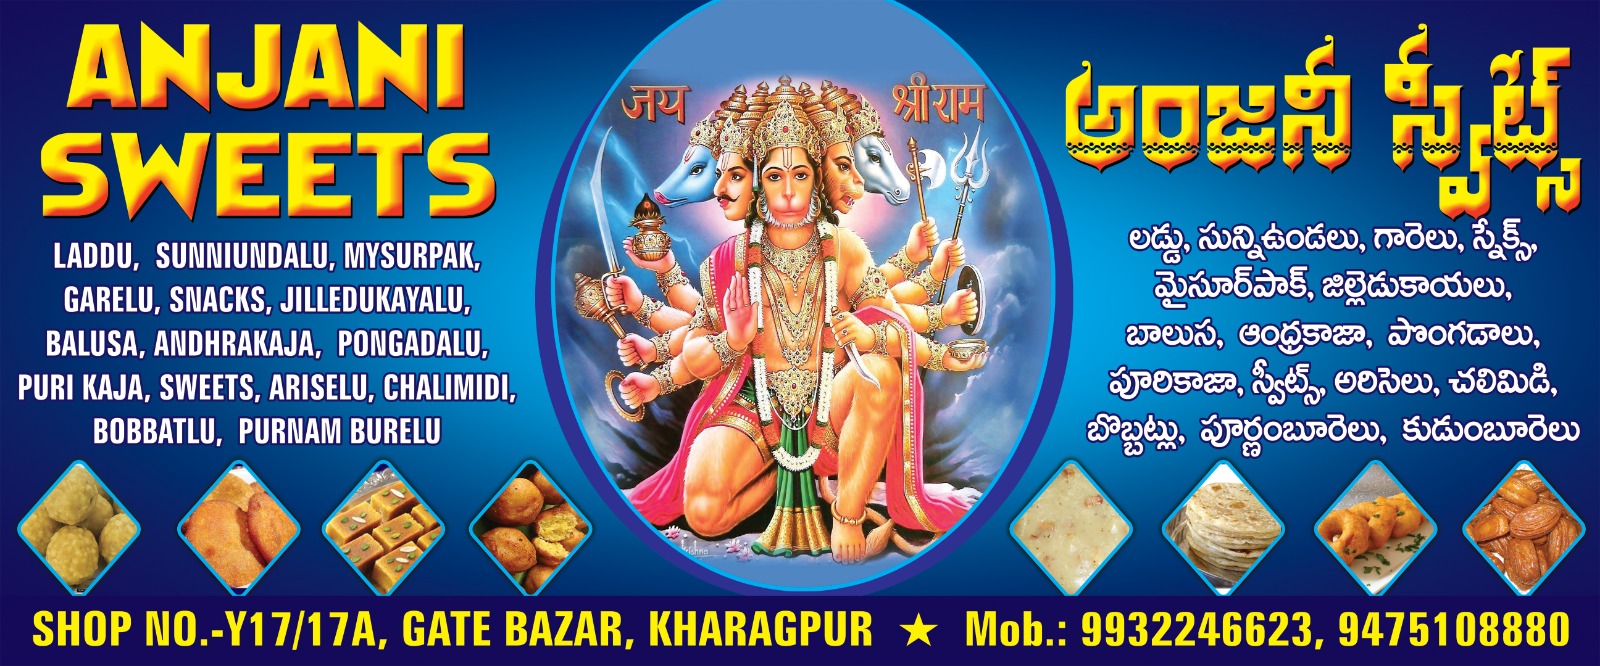 ANJANI
SWEETS
LADDU, SUNNIUNDALU, MYSURPAK,
GARELU, SNACKS, JILLEDUKAYALU,
BALUSA, ANDHRAKAJA, PONGADALU,
PURI KAJA, SWEETS, ARISELU, CHALIMIDI,
BOBBATLU, PURNAM BURELU
जय श्री राम
అంజనీ స్వీట్స్
లడ్డు, సున్నిఉండలు, గారెలు, స్నేక్స్,
మైసూర్‌పాక్, జిల్లెడుకాయలు,
బాలుస, ఆంధ్రకాజా, పొంగడాలు,
పూరికాజా, స్వీట్స్, అరిసెలు, చలిమిడి,
బొబ్బట్లు, పూర్ణంబూరెలు, కుడుంబూరెలు
SHOP NO.-Y17/17A, GATE BAZAR, KHARAGPUR ★ Mob.: 9932246623, 9475108880